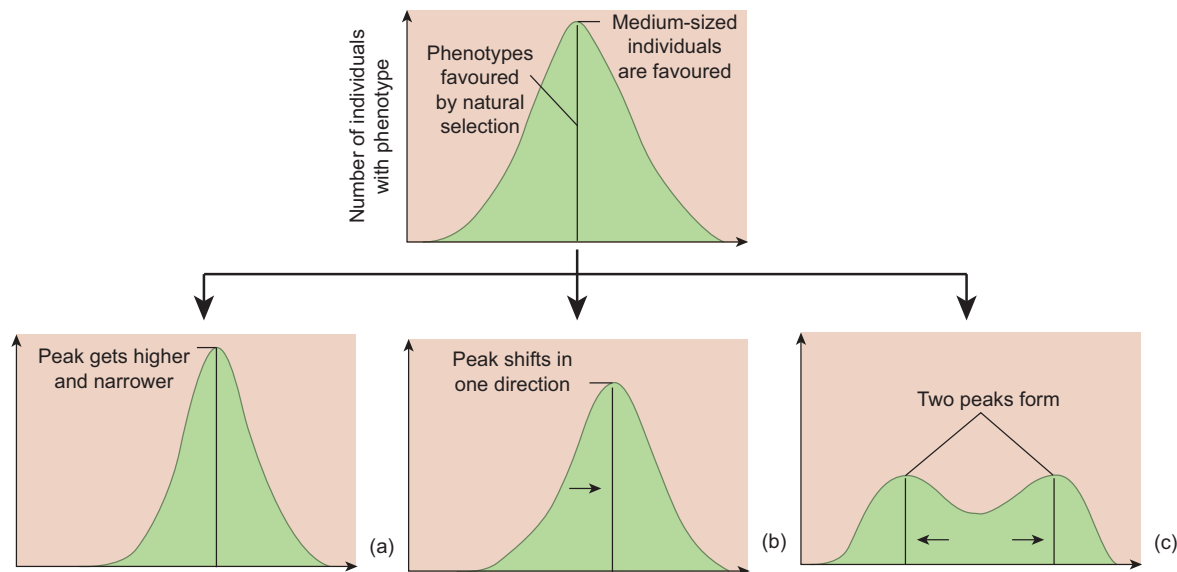 Number of individuals
with phenotype
Phenotypes
favoured
by natural
selection
Medium-sized
individuals
are favoured
Peak gets higher
and narrower
(a)
Peak shifts in
one direction
(b)
Two peaks form
(c)